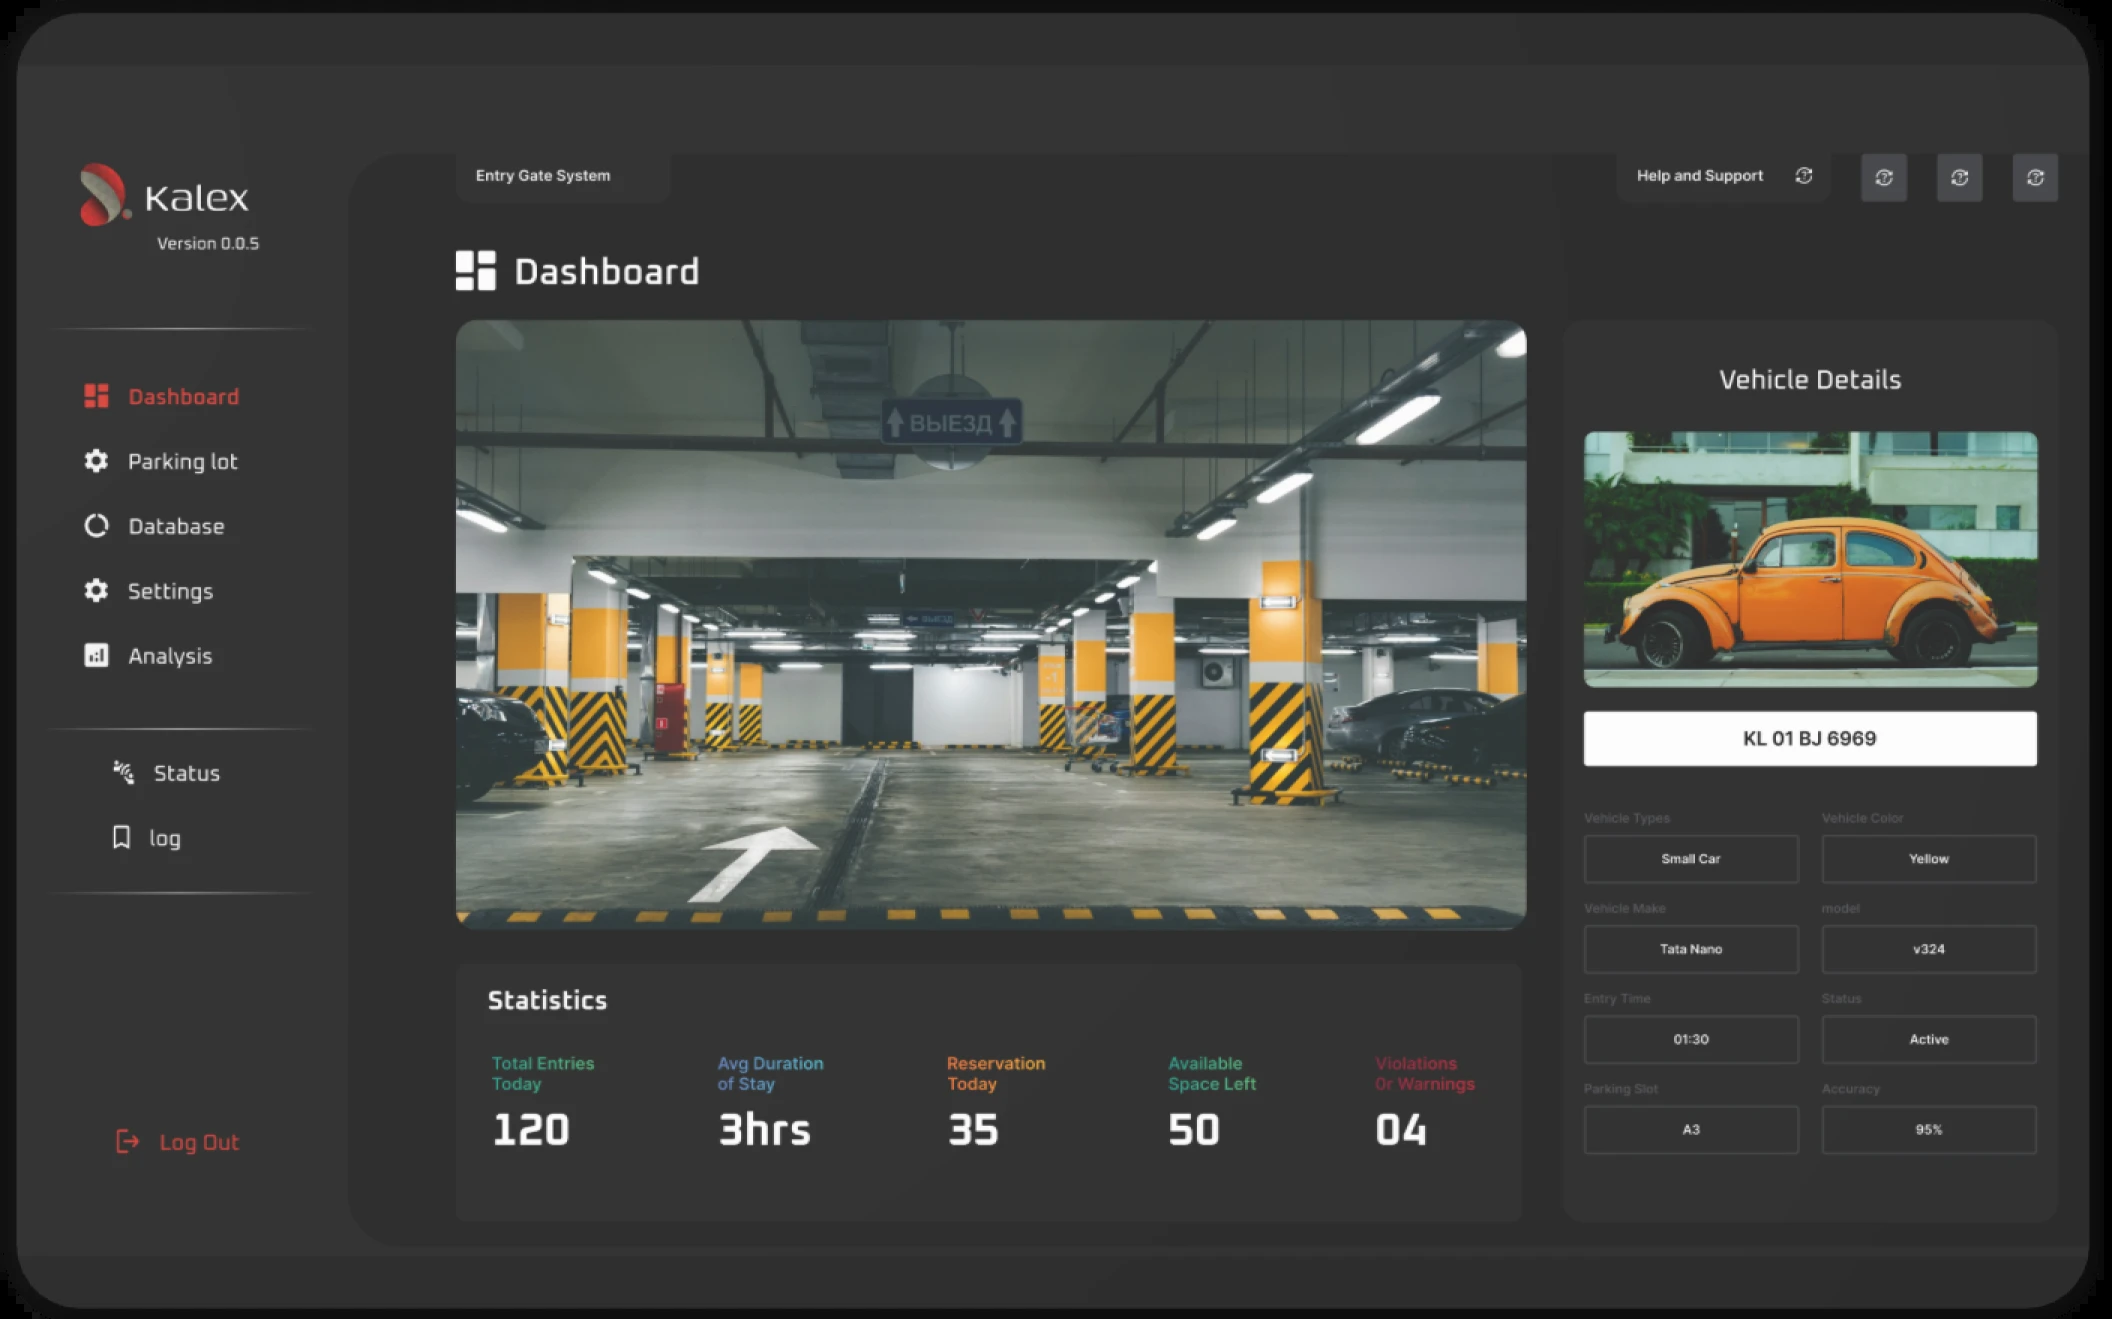 Kalex
Version 0.0.5
Dashboard
Parking lot
Database
Settings
Analysis
Status
log
Log Out
Entry Gate System
Help and Support
Dashboard
ВЫЕЗД
ВЫЕЗД
Statistics
Total Entries
Today
120
Avg Duration
of Stay
3hrs
Reservation
Today
35
Available
Space Left
50
Violations
0r Warnings
04
Vehicle Details
KL 01 BJ 6969
Vehicle Types
Vehicle Color
Small Car
Yellow
Vehicle Make
model
Tata Nano
v324
Entry Time
Status
01:30
Active
Parking Slot
Accuracy
A3
95%